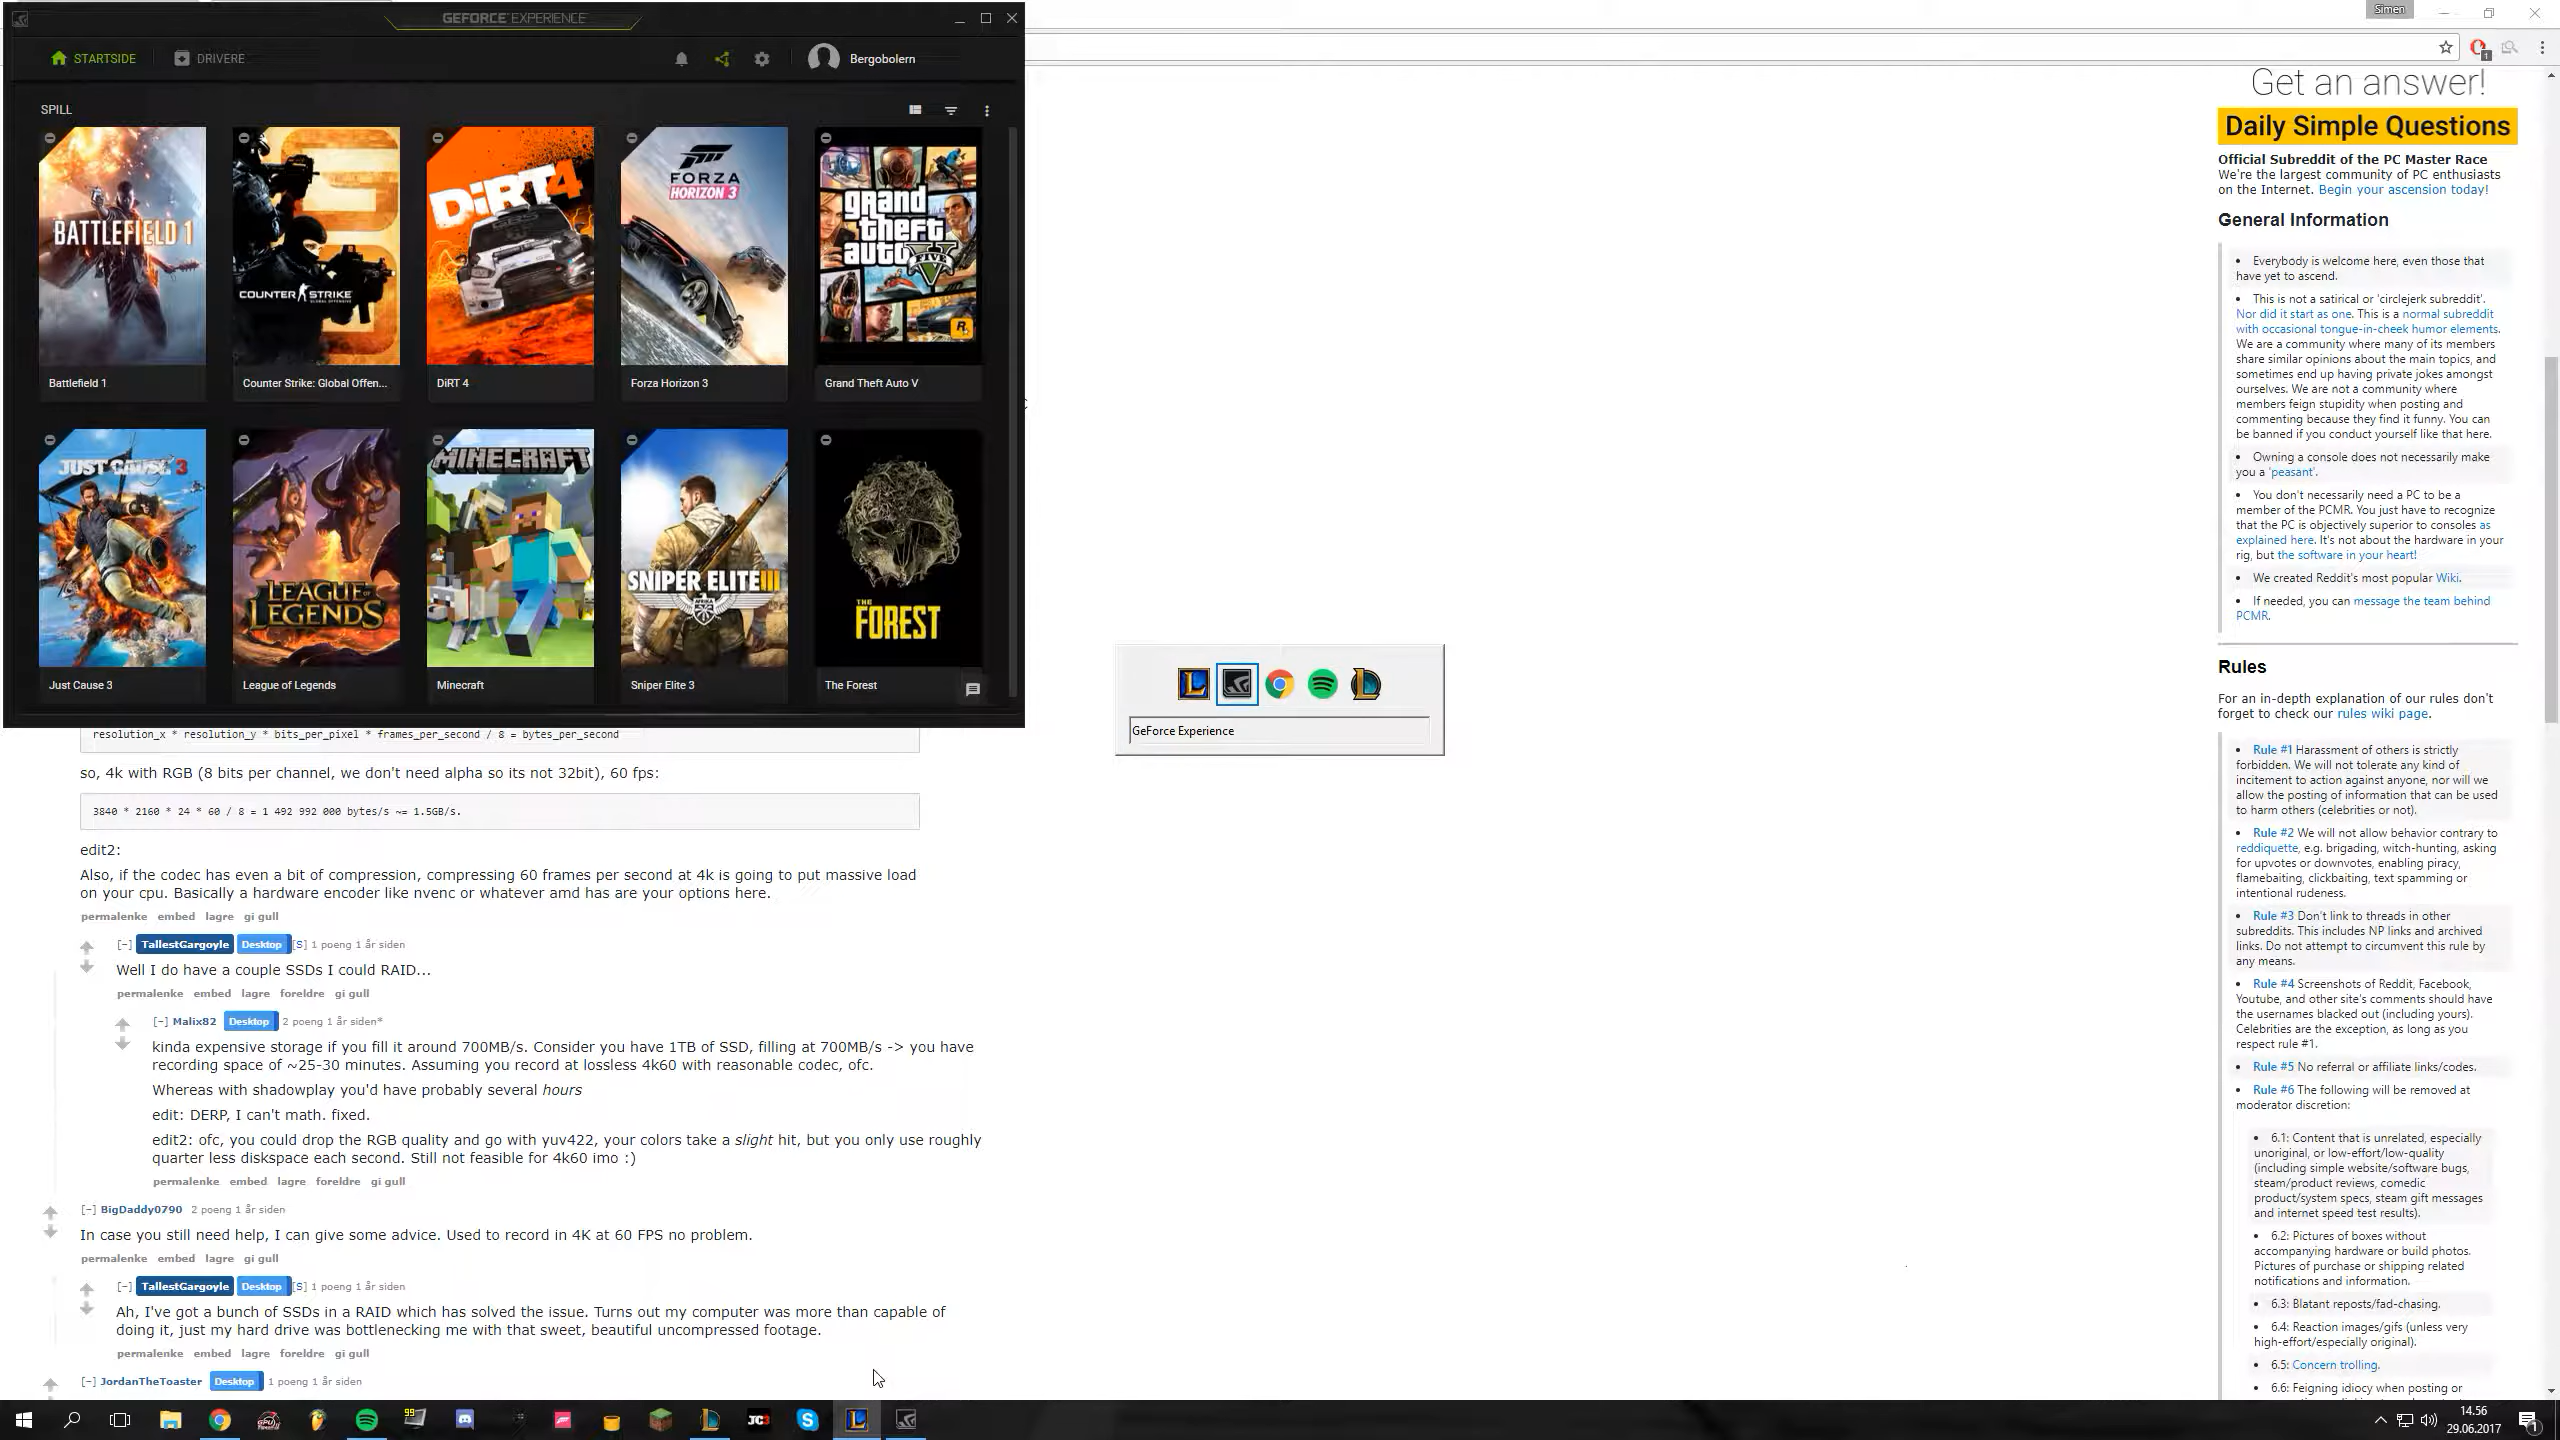 GEFORCE EXPERIENCE
STARTSIDE
DRIVERE
Bergobolern
SPILL
BATTLEFIELD 1
COUNTER STRIKE
GLOBAL OFFENSIVE
DiRT 4
FORZA
HORIZON 3
grand
theft
auto
FIVE
R
Battlefield 1
Counter Strike: Global Offen...
DiRT 4
Forza Horizon 3
Grand Theft Auto V
JUST CAUSE 3
LEAGUE OF
LEGENDS
MINECRAFT
SNIPER ELITE III
AFRIKA
THE
FOREST
Just Cause 3
League of Legends
Minecraft
Sniper Elite 3
The Forest
resolution_x * resolution_y * bits_per_pixel * frames_per_second / 8 = bytes_per_second
so, 4k with RGB (8 bits per channel, we don't need alpha so its not 32bit), 60 fps:
3840 * 2160 * 24 * 60 / 8 = 1 492 992 000 bytes/s ~= 1.5GB/s.
edit2:
Also, if the codec has even a bit of compression, compressing 60 frames per second at 4k is going to put massive load
on your cpu. Basically a hardware encoder like nvenc or whatever amd has are your options here.
permalenke embed lagre gi gull
[–] TallestGargoyle Desktop [S] 1 poeng 1 år siden
Well I do have a couple SSDs I could RAID...
permalenke embed lagre foreldre gi gull
[–] Malix82 Desktop 2 poeng 1 år siden*
kinda expensive storage if you fill it around 700MB/s. Consider you have 1TB of SSD, filling at 700MB/s -> you have
recording space of ~25-30 minutes. Assuming you record at lossless 4k60 with reasonable codec, ofc.
Whereas with shadowplay you'd have probably several hours
edit: DERP, I can't math. fixed.
edit2: ofc, you could drop the RGB quality and go with yuv422, your colors take a slight hit, but you only use roughly
quarter less diskspace each second. Still not feasible for 4k60 imo :)
permalenke embed lagre foreldre gi gull
[–] BigDaddy0790 2 poeng 1 år siden
In case you still need help, I can give some advice. Used to record in 4K at 60 FPS no problem.
permalenke embed lagre gi gull
[–] TallestGargoyle Desktop [S] 1 poeng 1 år siden
Ah, I've got a bunch of SSDs in a RAID which has solved the issue. Turns out my computer was more than capable of
doing it, just my hard drive was bottlenecking me with that sweet, beautiful uncompressed footage.
permalenke embed lagre foreldre gi gull
[–] JordanTheToaster Desktop 1 poeng 1 år siden
GeForce Experience
Simen
1
Get an answer!
Daily Simple Questions
Official Subreddit of the PC Master Race
We're the largest community of PC enthusiasts
on the Internet. Begin your ascension today!
General Information
Everybody is welcome here, even those that
have yet to ascend.
This is not a satirical or 'circlejerk subreddit'.
Nor did it start as one. This is a normal subreddit
with occasional tongue-in-cheek humor elements.
We are a community where many of its members
share similar opinions about the main topics, and
sometimes end up having private jokes amongst
ourselves. We are not a community where
members feign stupidity when posting and
commenting because they find it funny. You can
be banned if you conduct yourself like that here.
Owning a console does not necessarily make
you a 'peasant'.
You don't necessarily need a PC to be a
member of the PCMR. You just have to recognize
that the PC is objectively superior to consoles as
explained here. It's not about the hardware in your
rig, but the software in your heart!
We created Reddit's most popular Wiki.
If needed, you can message the team behind
PCMR.
Rules
For an in-depth explanation of our rules don't
forget to check our rules wiki page.
Rule #1 Harassment of others is strictly
forbidden. We will not tolerate any kind of
incitement to action against anyone, nor will we
allow the posting of information that can be used
to harm others (celebrities or not).
Rule #2 We will not allow behavior contrary to
reddiquette, e.g. brigading, witch-hunting, asking
for upvotes or downvotes, enabling piracy,
flamebaiting, clickbaiting, text spamming or
intentional rudeness.
Rule #3 Don't link to threads in other
subreddits. This includes NP links and archived
links. Do not attempt to circumvent this rule by
any means.
Rule #4 Screenshots of Reddit, Facebook,
Youtube, and other site's comments should have
the usernames blacked out (including yours).
Celebrities are the exception, as long as you
respect rule #1.
Rule #5 No referral or affiliate links/codes.
Rule #6 The following will be removed at
moderator discretion:
6.1: Content that is unrelated, especially
unoriginal, or low-effort/low-quality
(including simple website/software bugs,
steam/product reviews, comedic
product/system specs, steam gift messages
and internet speed test results).
6.2: Pictures of boxes without
accompanying hardware or build photos.
Pictures of purchase or shipping related
notifications and information.
6.3: Blatant reposts/fad-chasing.
6.4: Reaction images/gifs (unless very
high-effort/especially original).
6.5: Concern trolling.
6.6: Feigning idiocy when posting or
99
JC3
14.56
29.06.2017
1